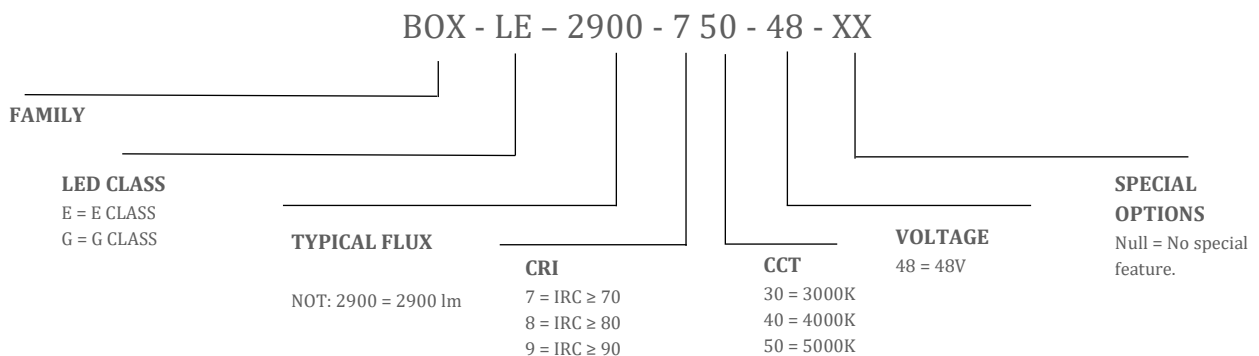 BOX - LE – 2900 - 7 50 - 48 - XX
FAMILY
LED CLASS
E = E CLASS
G = G CLASS
TYPICAL FLUX
NOT: 2900 = 2900 lm
CRI
7 = IRC ≥ 70
8 = IRC ≥ 80
9 = IRC ≥ 90
CCT
30 = 3000K
40 = 4000K
50 = 5000K
VOLTAGE
48 = 48V
SPECIAL
OPTIONS
Null = No special
feature.